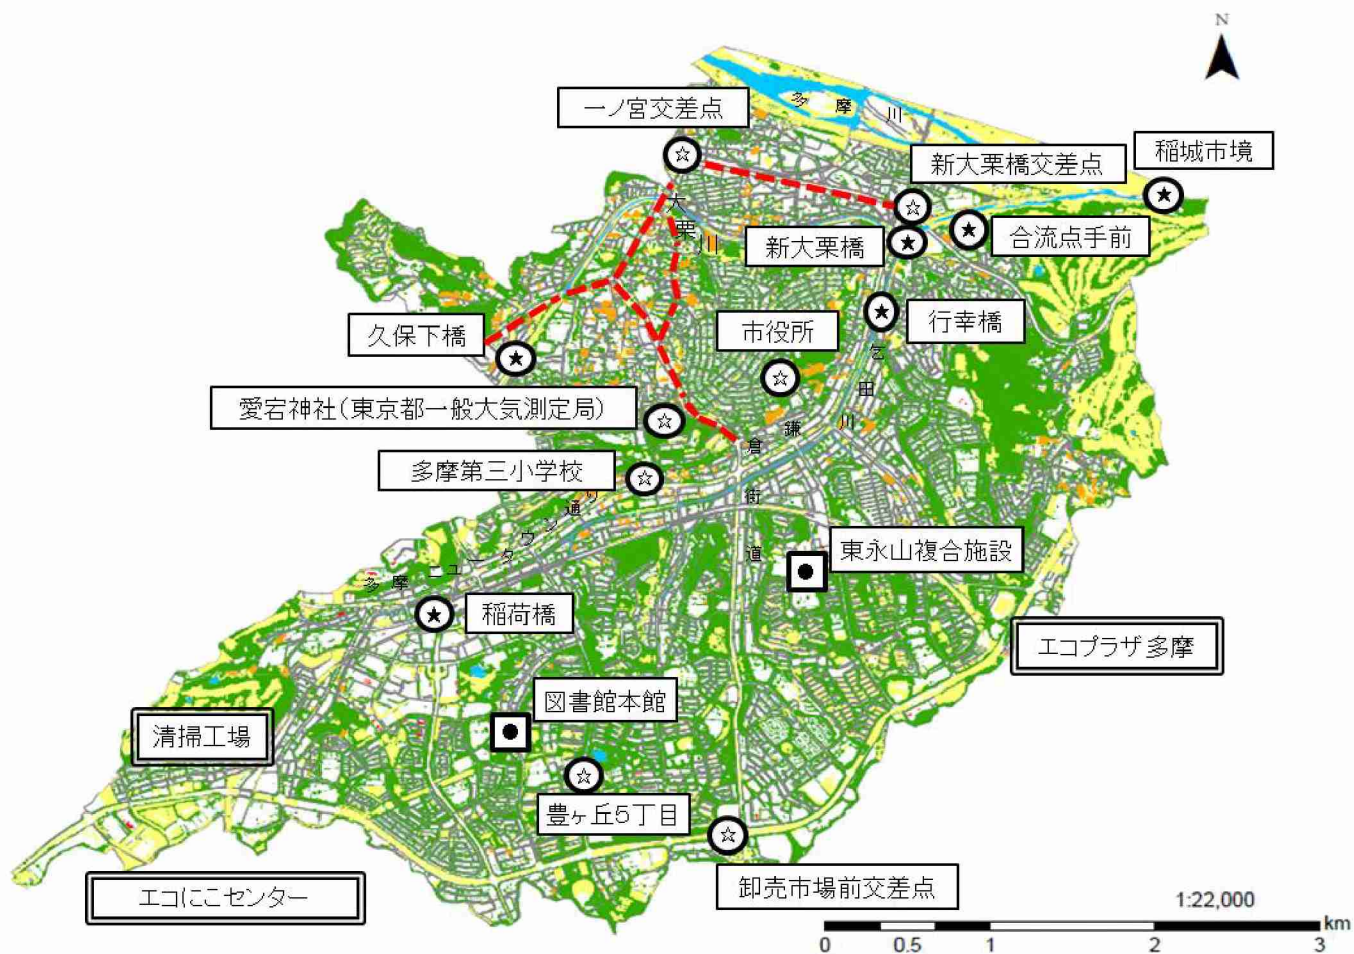 N
多摩川
一ノ宮交差点
稲城市境
新大栗橋交差点
大栗川
新大栗橋
合流点手前
久保下橋
市役所
行幸橋
乞田川
愛宕神社(東京都一般大気測定局)
鎌倉街道
多摩第三小学校
多摩ニュータウン通り
東永山複合施設
稲荷橋
エコプラザ多摩
図書館本館
清掃工場
豊ヶ丘5丁目
エコにこセンター
卸売市場前交差点
1:22,000
km
0 0.5 1 2 3